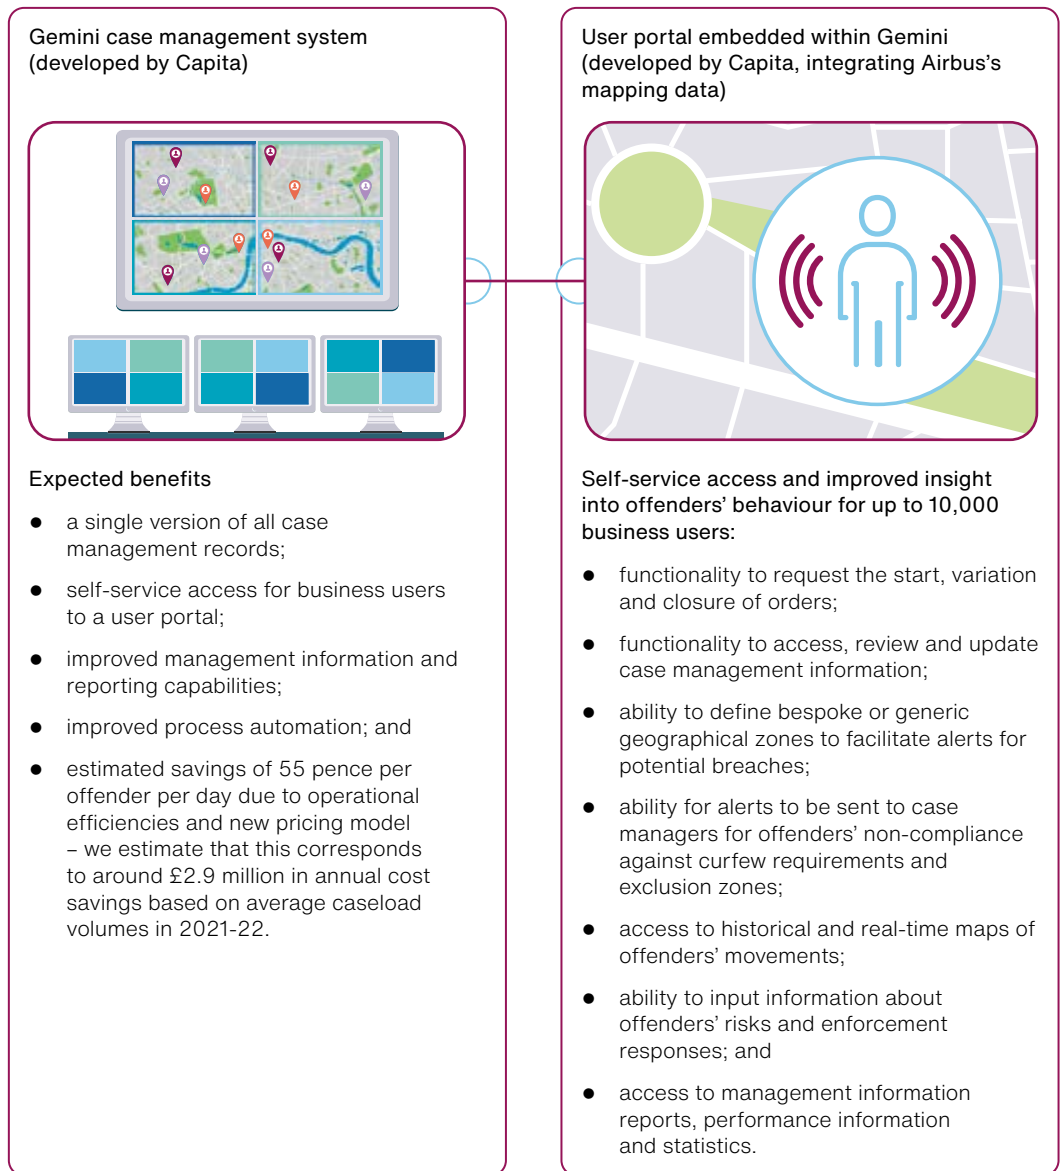 Gemini case management system
(developed by Capita)
Expected benefits
● a single version of all case
management records;
● self-service access for business users
to a user portal;
● improved management information and
reporting capabilities;
● improved process automation; and
● estimated savings of 55 pence per
offender per day due to operational
efficiencies and new pricing model
– we estimate that this corresponds
to around £2.9 million in annual cost
savings based on average caseload
volumes in 2021-22.
User portal embedded within Gemini
(developed by Capita, integrating Airbus’s
mapping data)
Self-service access and improved insight
into offenders’ behaviour for up to 10,000
business users:
● functionality to request the start, variation
and closure of orders;
● functionality to access, review and update
case management information;
● ability to define bespoke or generic
geographical zones to facilitate alerts for
potential breaches;
● ability for alerts to be sent to case
managers for offenders’ non-compliance
against curfew requirements and
exclusion zones;
● access to historical and real-time maps of
offenders’ movements;
● ability to input information about
offenders’ risks and enforcement
responses; and
● access to management information
reports, performance information
and statistics.